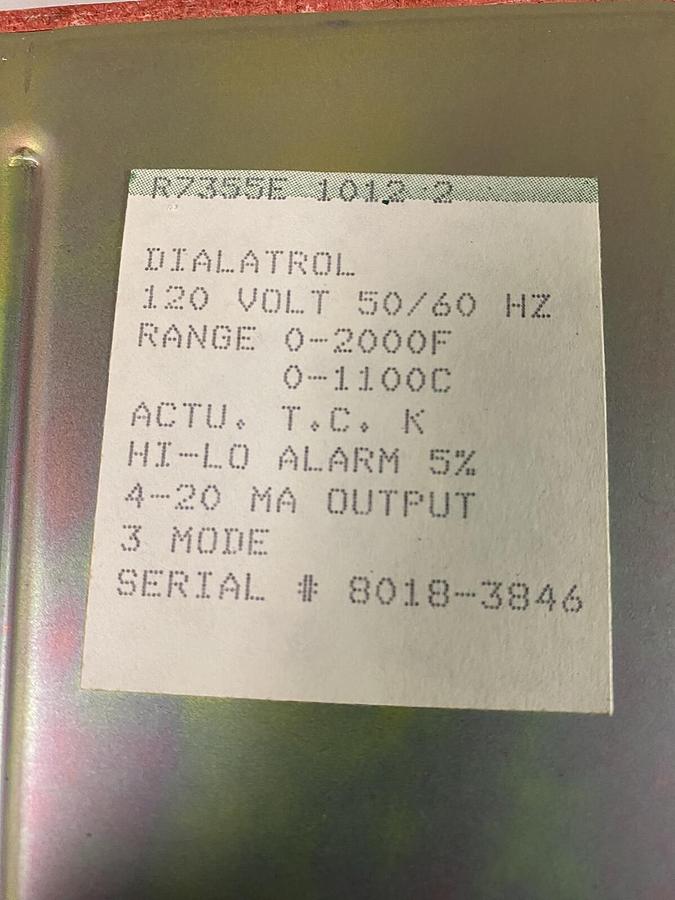 R7355E 1012 2
DIALATROL
120 VOLT 50/60 HZ
RANGE 0-2000F
0-1100C
ACTU. T.C. K
HI-LO ALARM 5%
4-20 MA OUTPUT
3 MODE
SERIAL # 8018-3846